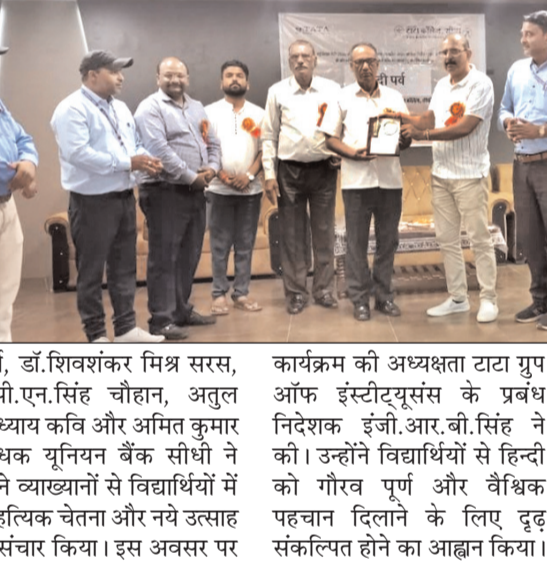 TATA
दी पर्व
डॉ.शिवशंकर मिश्र सरस,
पी.एन.सिंह चौहान, अतुल
ध्याय कवि और अमित कुमार
धक यूनियन बैंक सीधी ने
ने व्याख्यानों से विद्यार्थियों में
हित्यिक चेतना और नये उत्साह
संचार किया। इस अवसर पर
कार्यक्रम की अध्यक्षता टाटा ग्रुप
ऑफ इंस्टीट्यूसंस के प्रबंध
निदेशक इंजी.आर.बी.सिंह ने
की। उन्होंने विद्यार्थियों से हिन्दी
को गौरव पूर्ण और वैश्विक
पहचान दिलाने के लिए दृढ़
संकल्पित होने का आह्वान किया।